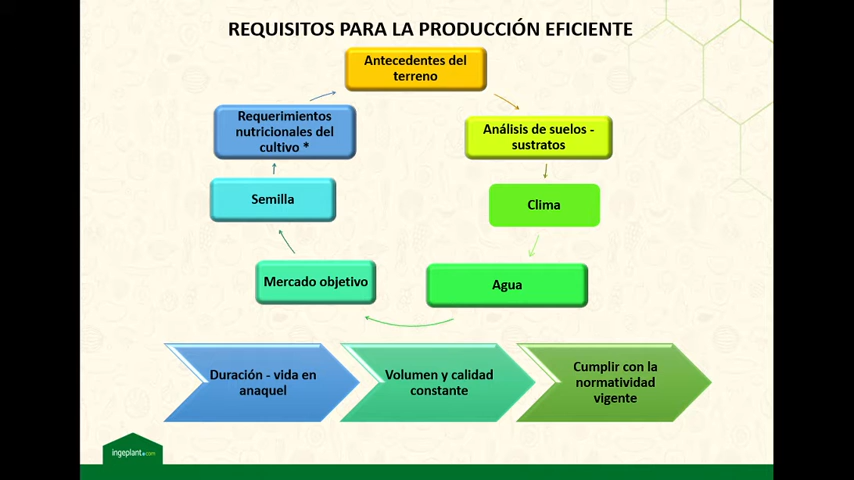 REQUISITOS PARA LA PRODUCCIÓN EFICIENTE
Antecedentes del
terreno
Requerimientos
nutricionales del
cultivo *
Análisis de suelos -
sustratos
Semilla
Clima
Mercado objetivo
Agua
Duración - vida en
anaquel
Volumen y calidad
constante
Cumplir con la
normatividad
vigente
ingeplant.com